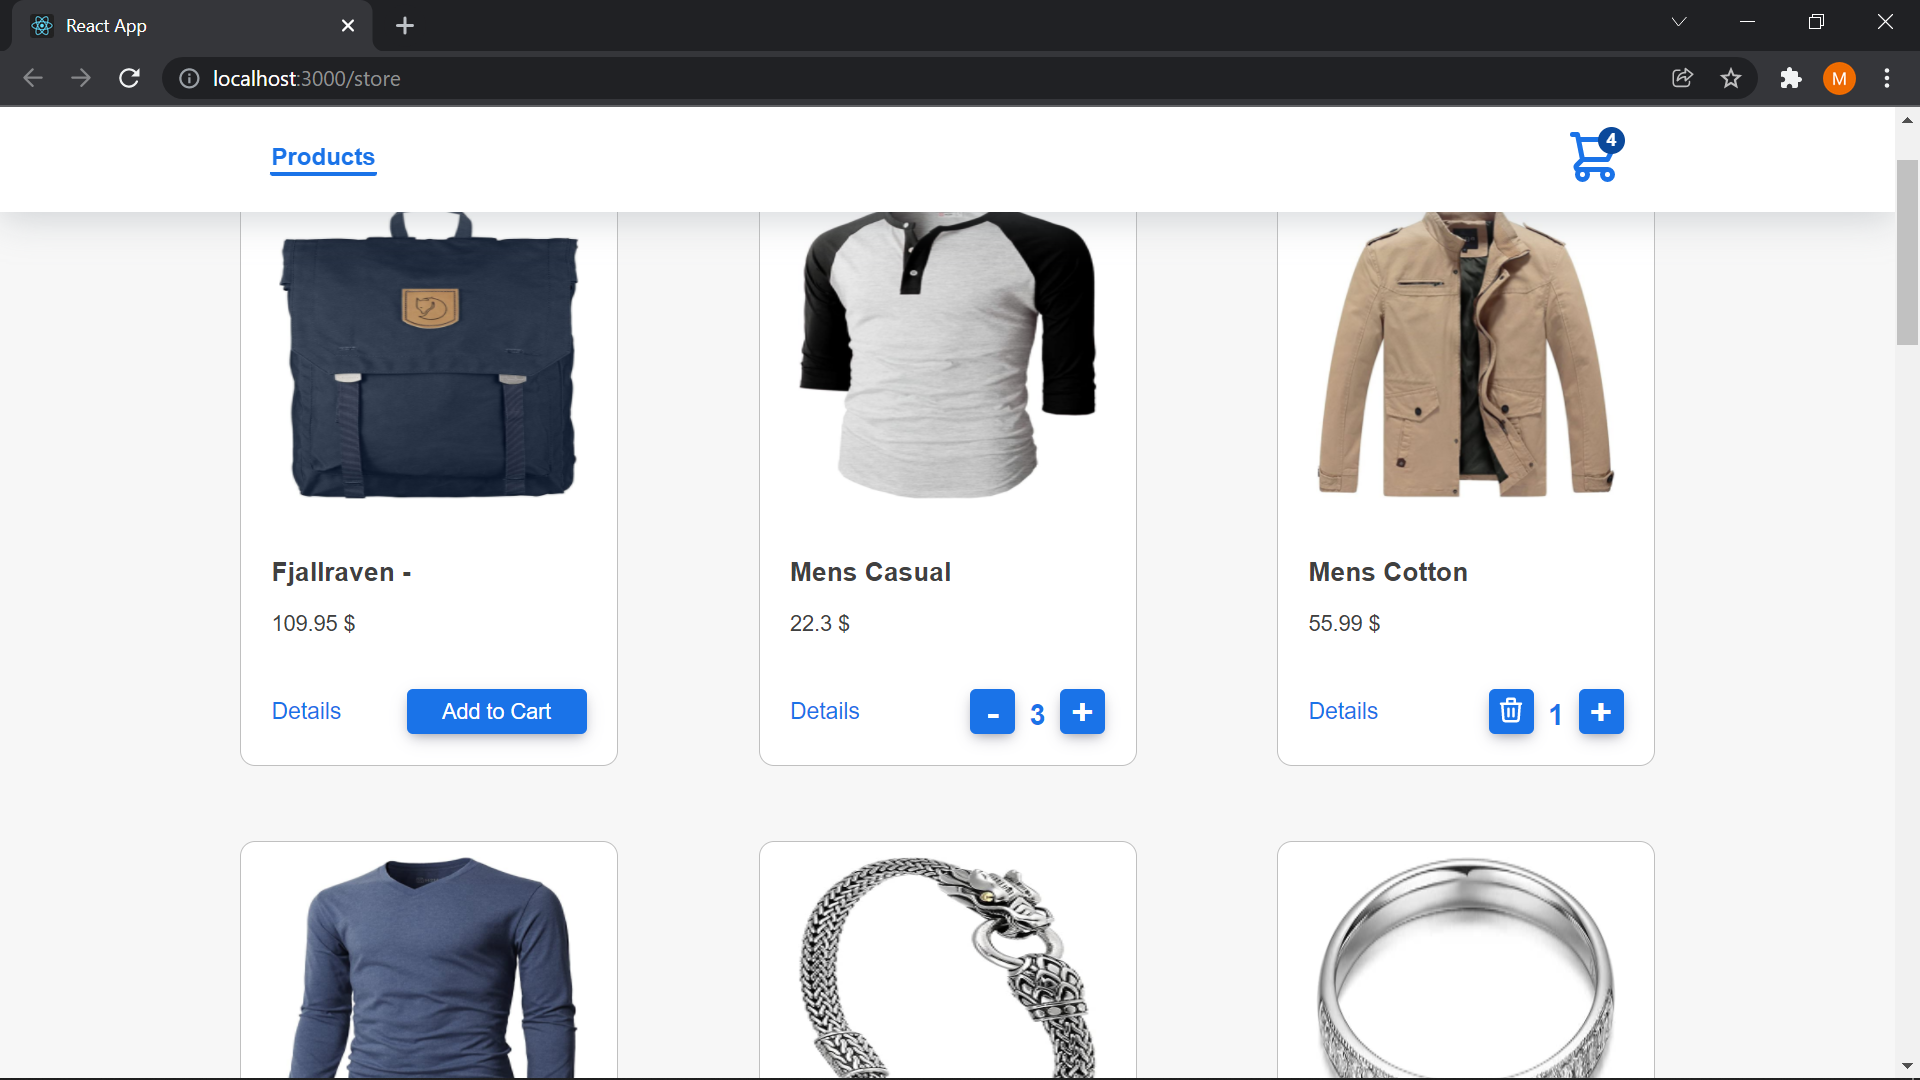 React App
localhost:3000/store
M
Products
4
Fjallraven -
Mens Casual
Mens Cotton
109.95 $
22.3 $
55.99 $
Details
Add to Cart
Details
- 3 +
Details
1 +